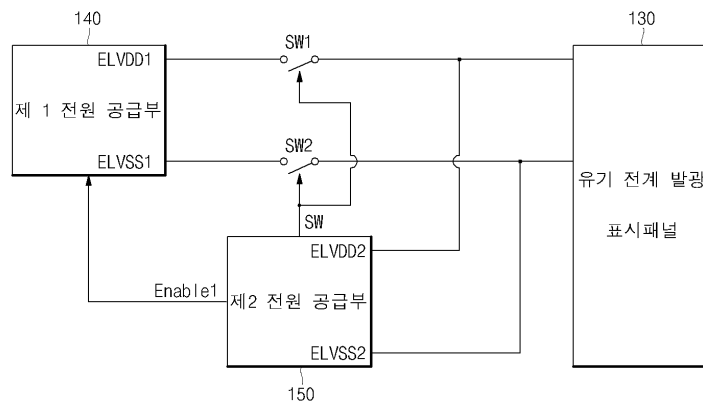 140
130
SW1
ELVDD1
제 1 전원 공급부
SW2
ELVSS1
유기 전계 발광
표시패널
SW
ELVDD2
Enable1
제2 전원 공급부
ELVSS2
150